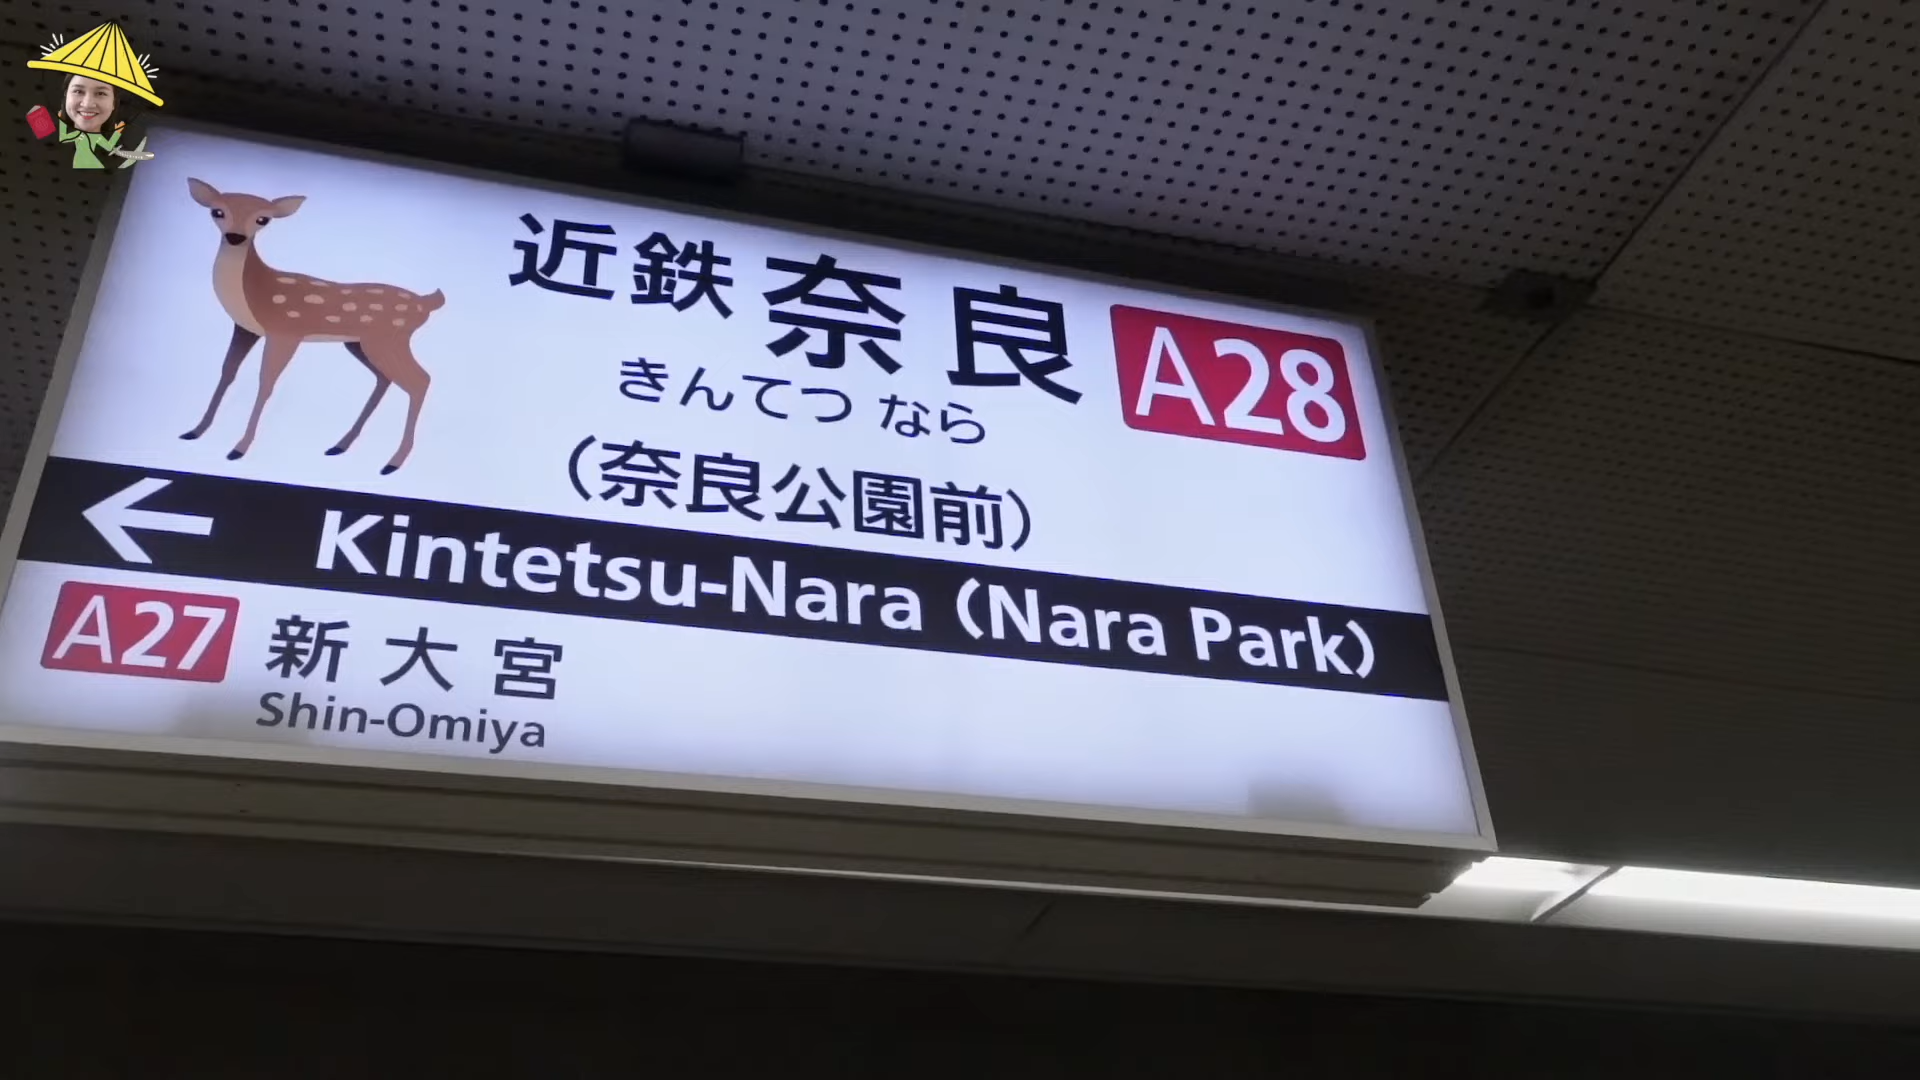 近鉄奈良 A28
きんてつ なら
(奈良公園前)
← Kintetsu-Nara (Nara Park)
A27 新大宮
Shin-Omiya